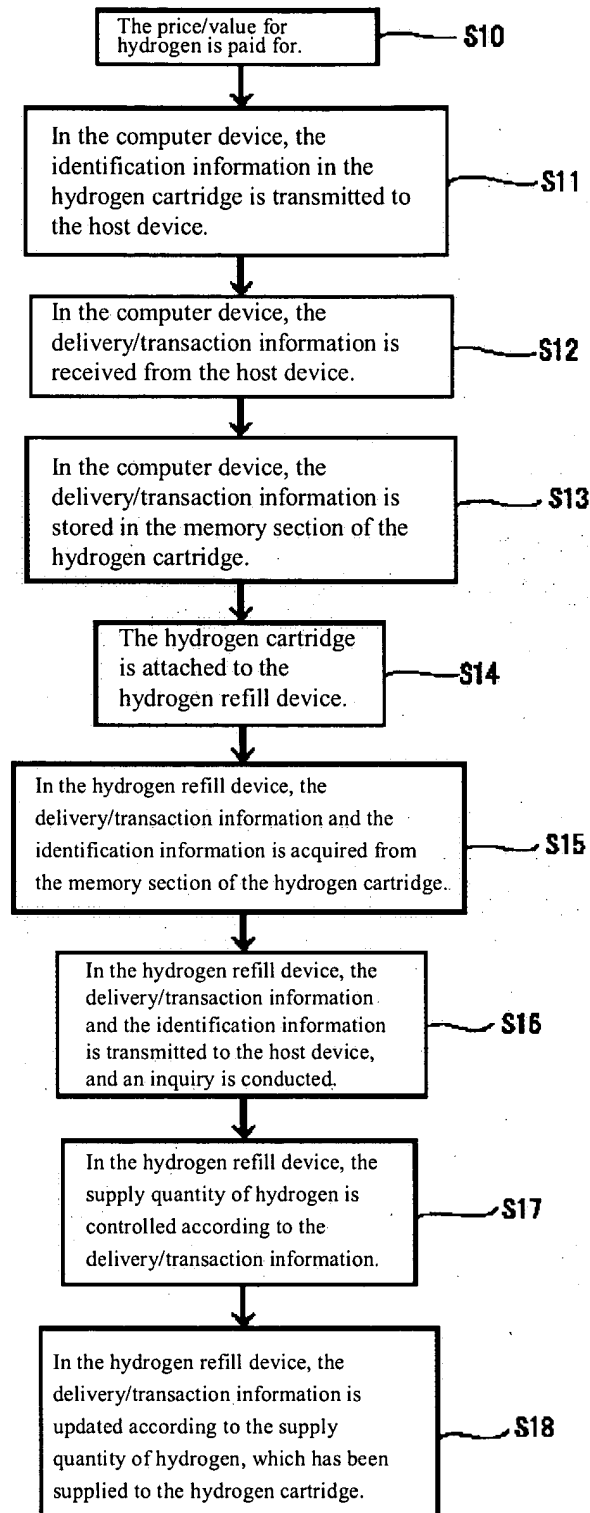 The price/value for
hydrogen is paid for.
S10
In the computer device, the
identification information in the
hydrogen cartridge is transmitted to
the host device.
S11
In the computer device, the
delivery/transaction information is
received from the host device.
S12
In the computer device, the
delivery/transaction information is
stored in the memory section of the
hydrogen cartridge.
S13
The hydrogen cartridge
is attached to the
hydrogen refill device.
S14
In the hydrogen refill device, the
delivery/transaction information and the
identification information is acquired from
the memory section of the hydrogen cartridge.
S15
In the hydrogen refill device, the
delivery/transaction information
and the identification information
is transmitted to the host device,
and an inquiry is conducted.
S16
In the hydrogen refill device, the
supply quantity of hydrogen is
controlled according to the
delivery/transaction information.
S17
In the hydrogen refill device, the
delivery/transaction information is
updated according to the supply
quantity of hydrogen, which has been
supplied to the hydrogen cartridge.
S18